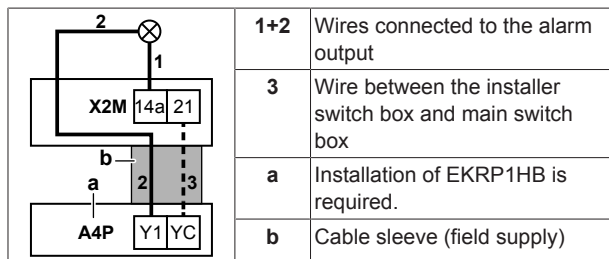 2
1
X2M 14a 21
b
a
2 3
A4P Y1 YC
1+2 Wires connected to the alarm
output
3 Wire between the installer
switch box and main switch
box
a Installation of EKRP1HB is
required.
b Cable sleeve (field supply)